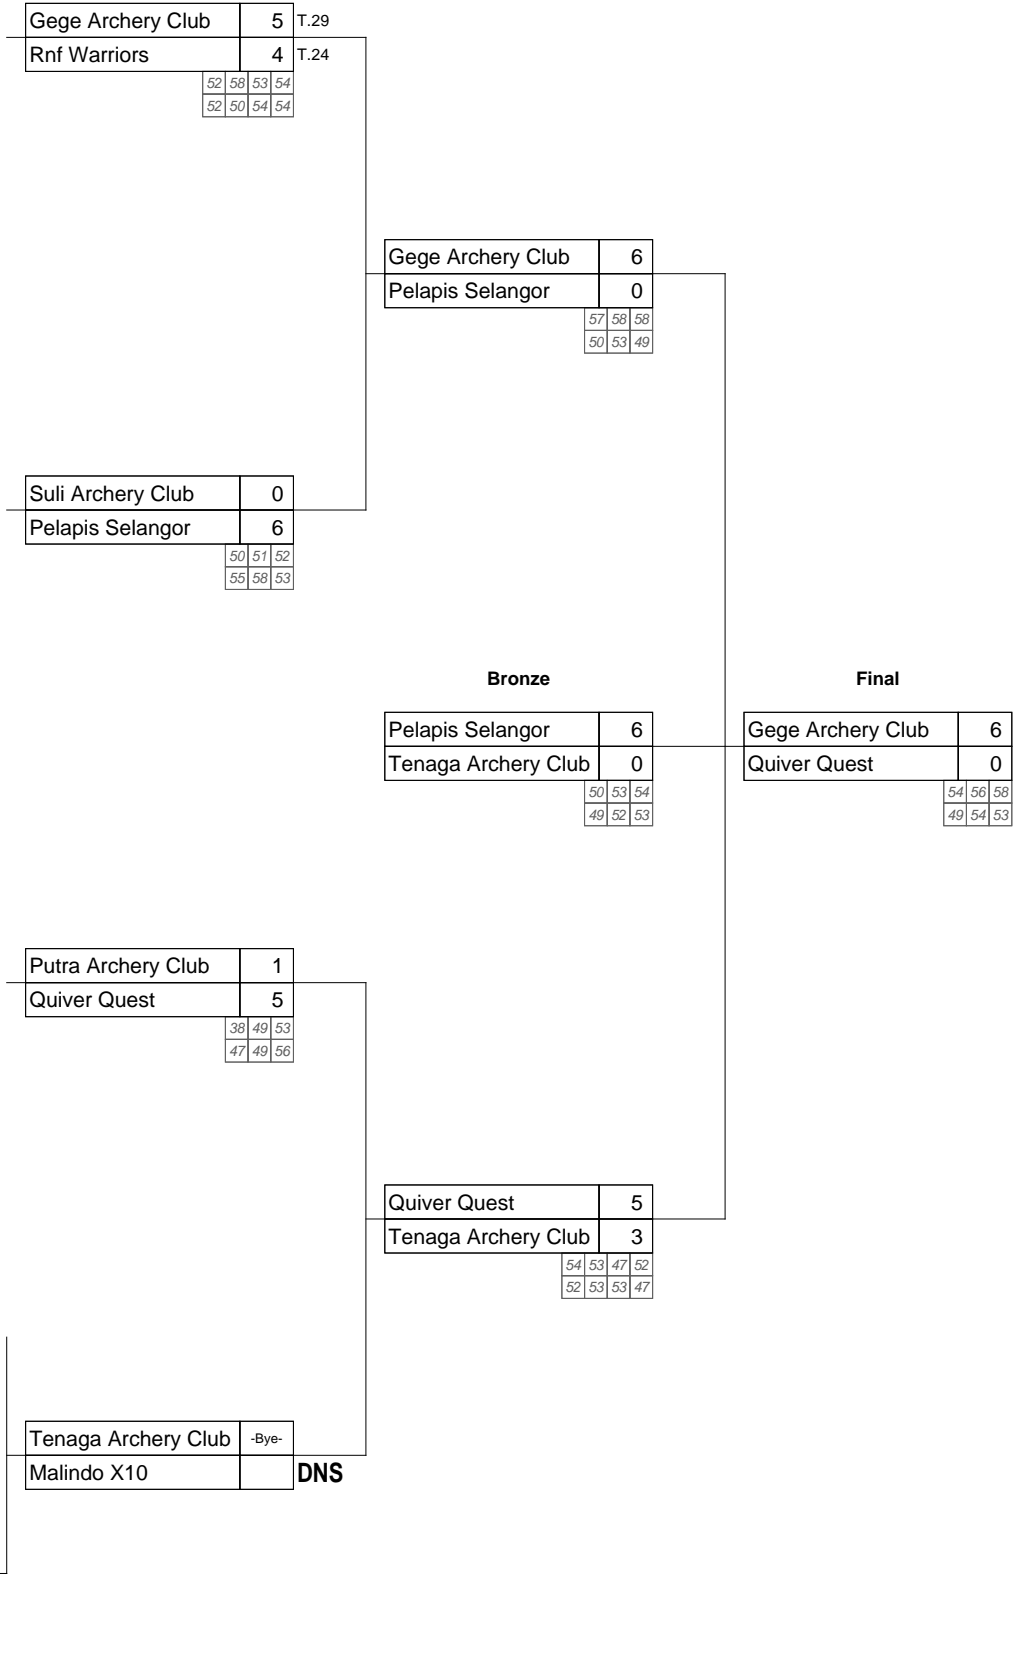 Gege Archery Club 5 T.29
Rnf Warriors 4 T.24
52 58 53 54
52 50 54 54
Gege Archery Club 6
Pelapis Selangor 0
57 58 58
50 53 49
Suli Archery Club 0
Pelapis Selangor 6
50 51 52
55 58 53
Bronze Final
Pelapis Selangor 6 Gege Archery Club 6
Tenaga Archery Club 0 Quiver Quest 0
50 53 54 54 56 58
49 52 53 49 54 53
Putra Archery Club 1
Quiver Quest 5
38 49 53
47 49 56
Quiver Quest 5
Tenaga Archery Club 3
54 53 47 52
52 53 53 47
Tenaga Archery Club -Bye-
Malindo X10 DNS